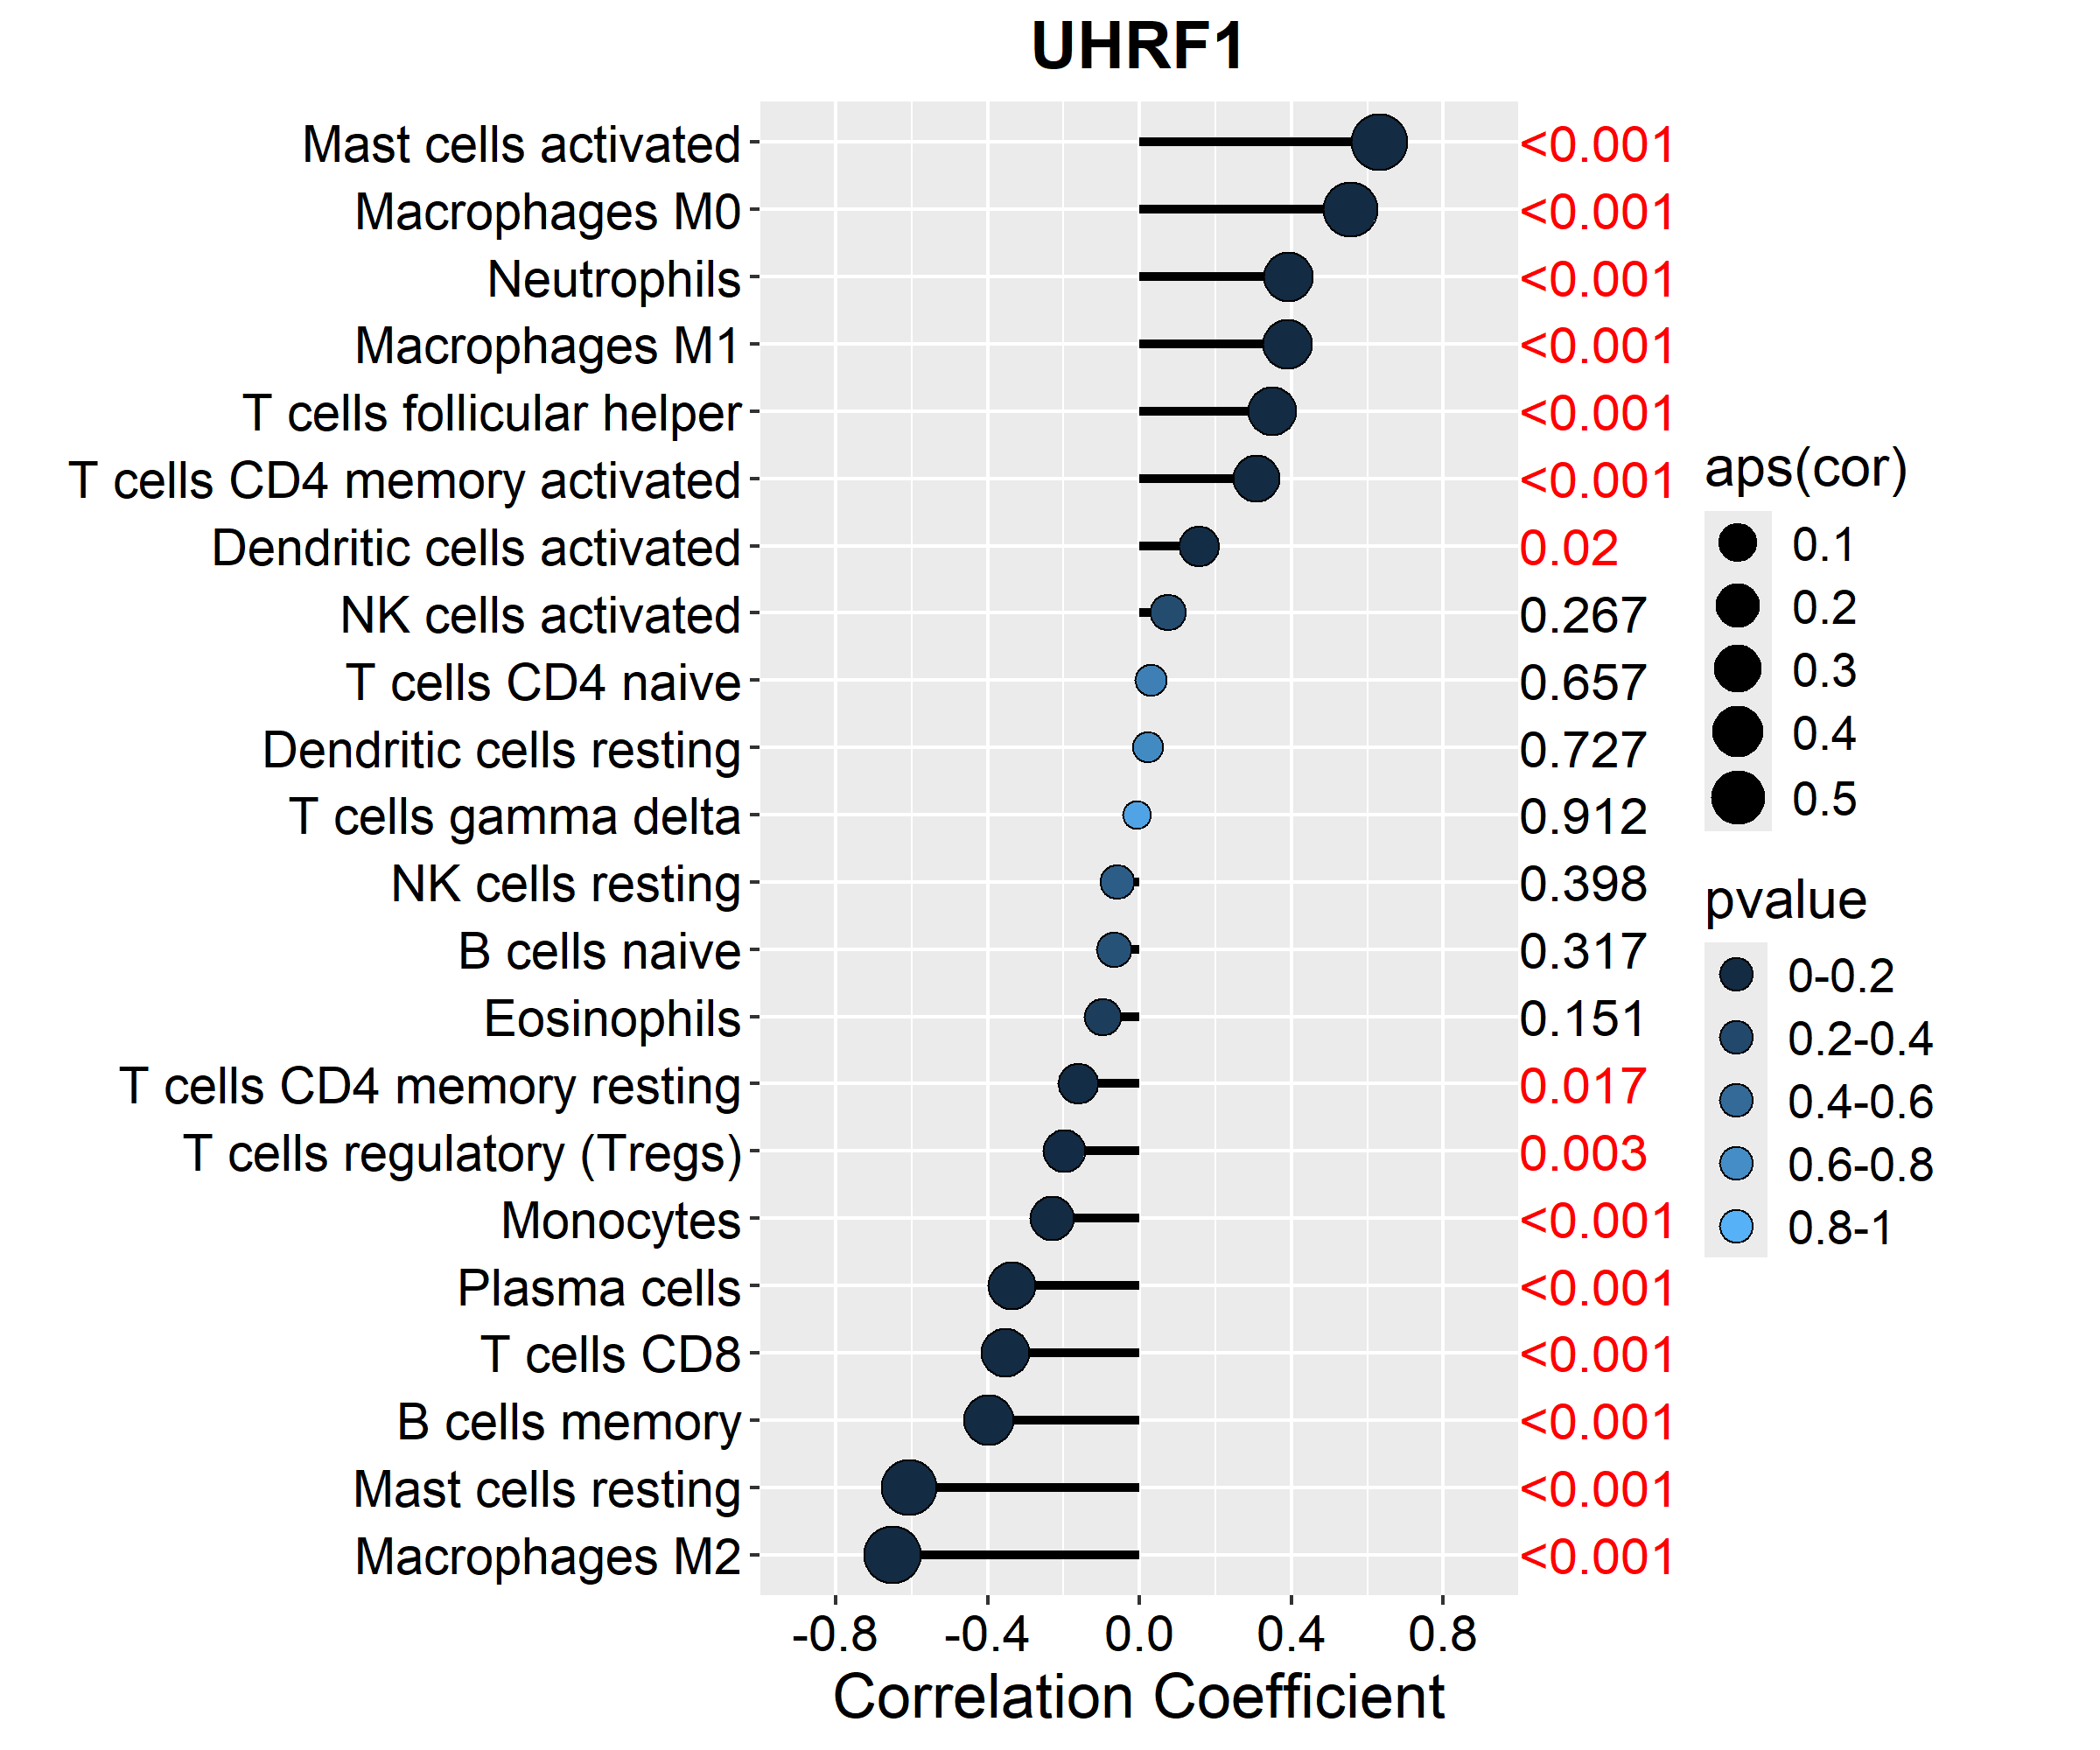 UHRF1
Mast cells activated <0.001
Macrophages M0 <0.001
Neutrophils <0.001
Macrophages M1 <0.001
T cells follicular helper <0.001
T cells CD4 memory activated <0.001
Dendritic cells activated 0.02
NK cells activated 0.267
T cells CD4 naive 0.657
Dendritic cells resting 0.727
T cells gamma delta 0.912
NK cells resting 0.398
B cells naive 0.317
Eosinophils 0.151
T cells CD4 memory resting 0.017
T cells regulatory (Tregs) 0.003
Monocytes <0.001
Plasma cells <0.001
T cells CD8 <0.001
B cells memory <0.001
Mast cells resting <0.001
Macrophages M2 <0.001
-0.8 -0.4 0.0 0.4 0.8
Correlation Coefficient
aps(cor)
0.1
0.2
0.3
0.4
0.5
pvalue
0-0.2
0.2-0.4
0.4-0.6
0.6-0.8
0.8-1